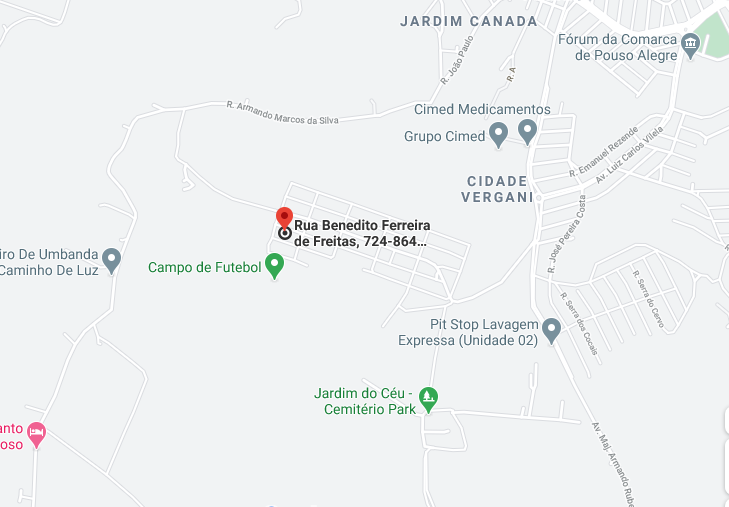 JARDIM CANADA
Fórum da Comarca
de Pouso Alegre
R. João Paulo
R. A
R. Armando Marcos da Silva
Cimed Medicamentos
Grupo Cimed
R. Emanuel Rezende
Av. Luiz Carlos Vilela
CIDADE
VERGANI
R. José Pereira Costa
Rua Benedito Ferreira
de Freitas, 724-864...
iro De Umbanda
Caminho De Luz
Campo de Futebol
R. Serra do Cervo
R. Serra dos Cocais
Pit Stop Lavagem
Expressa (Unidade 02)
Jardim do Céu -
Cemitério Park
anto
oso
Av. Maj. Armando Rube